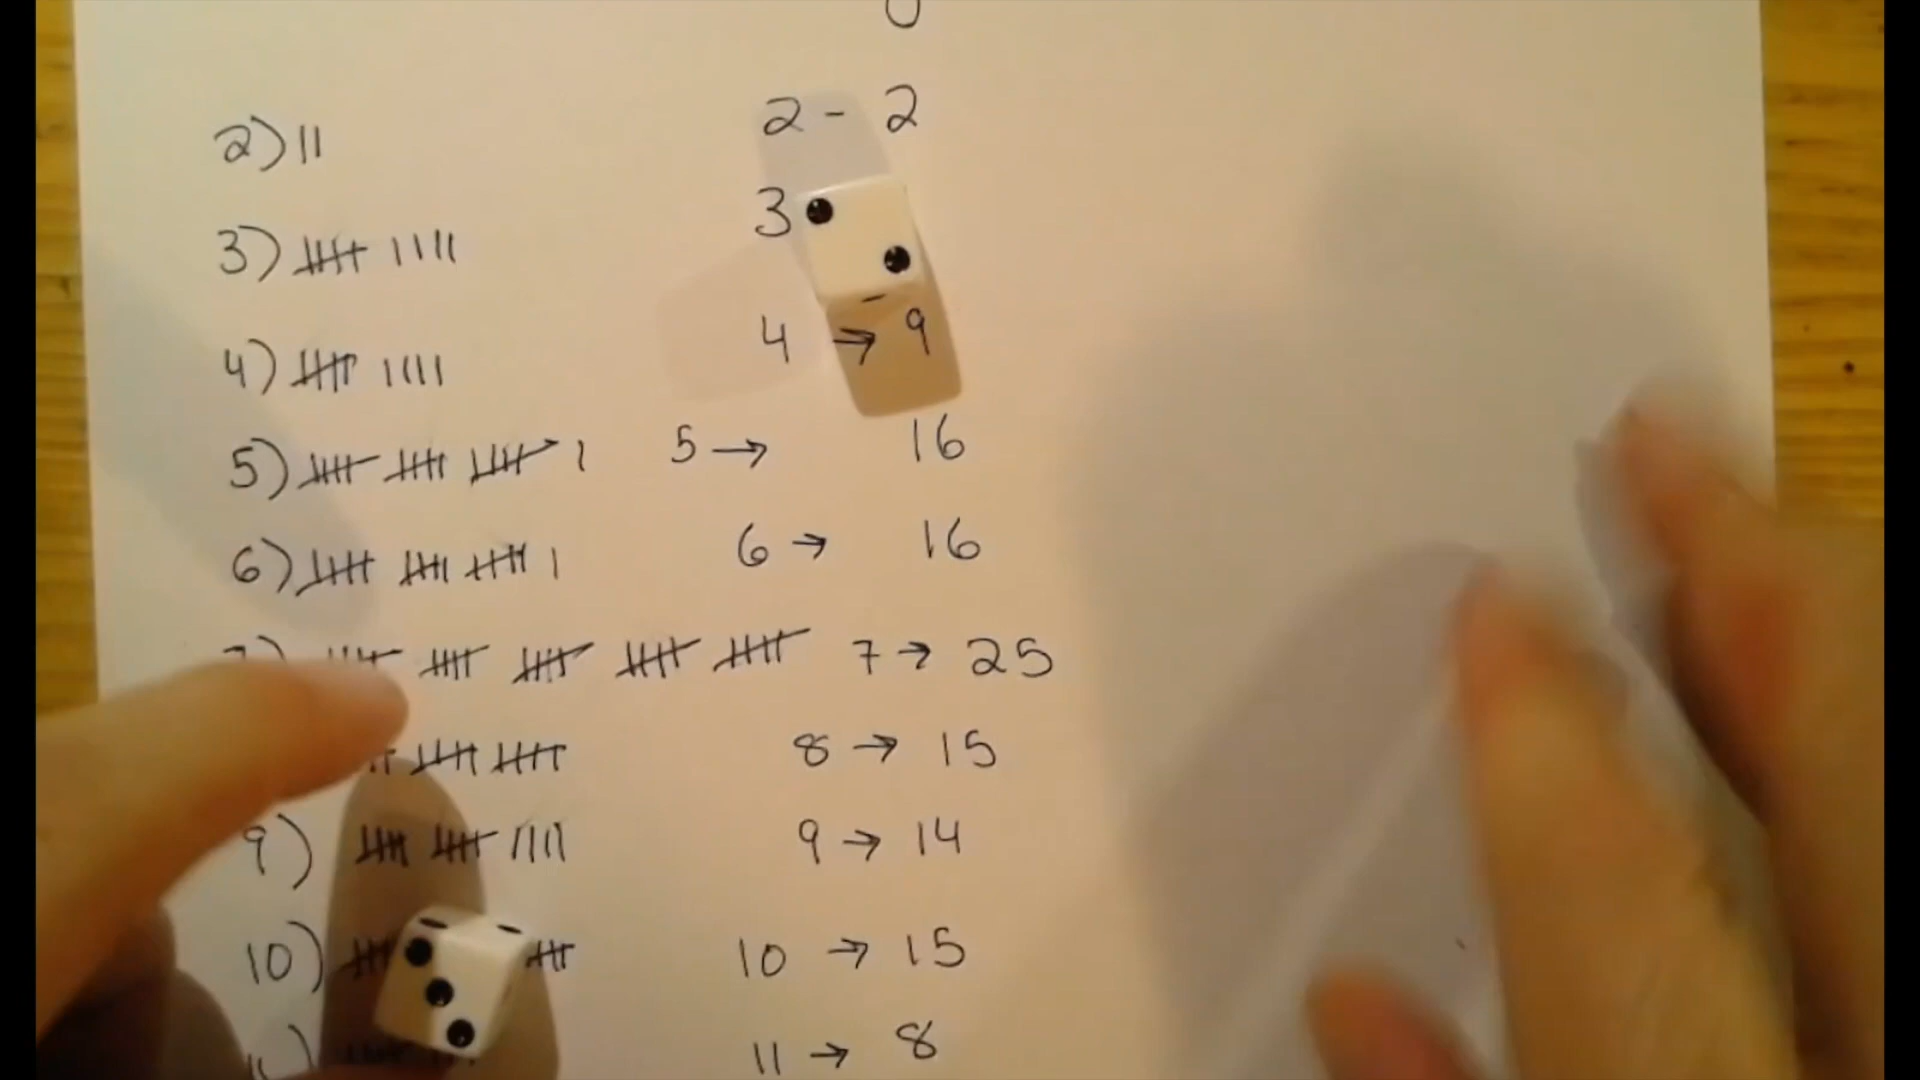 2) || 2 - 2
3) 𝍸 |||| 3
4) 𝍸 |||| 4 → 9
5) 𝍸 𝍸 𝍸 | 5 → 16
6) 𝍸 𝍸 𝍸 | 6 → 16
𝍸 𝍸 𝍸 𝍸 𝍸 7 → 25
𝍸 𝍸 8 → 15
9) 𝍸 𝍸 |||| 9 → 14
10) 10 → 15
11 → 8